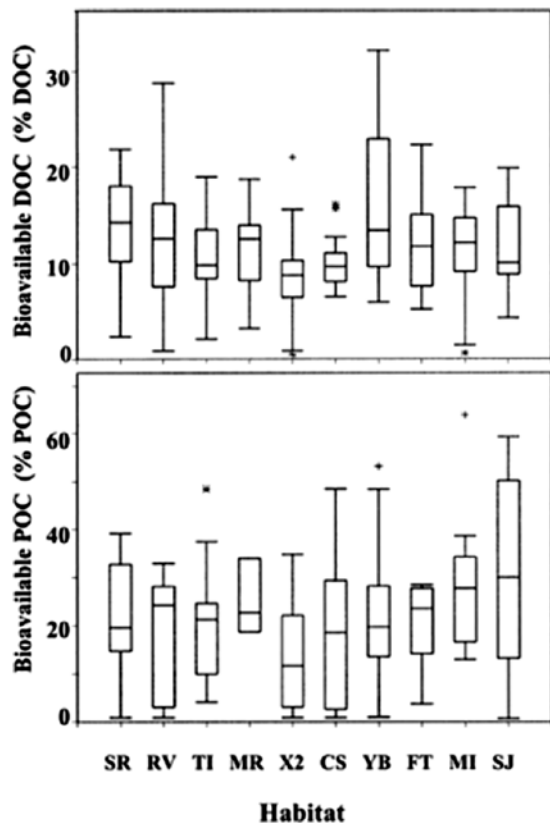 Bioavailable DOC (% DOC)
30
20
10
0
Bioavailable POC (% POC)
60
40
20
0
SR RV TI MR X2 CS YB FT MI SJ
Habitat